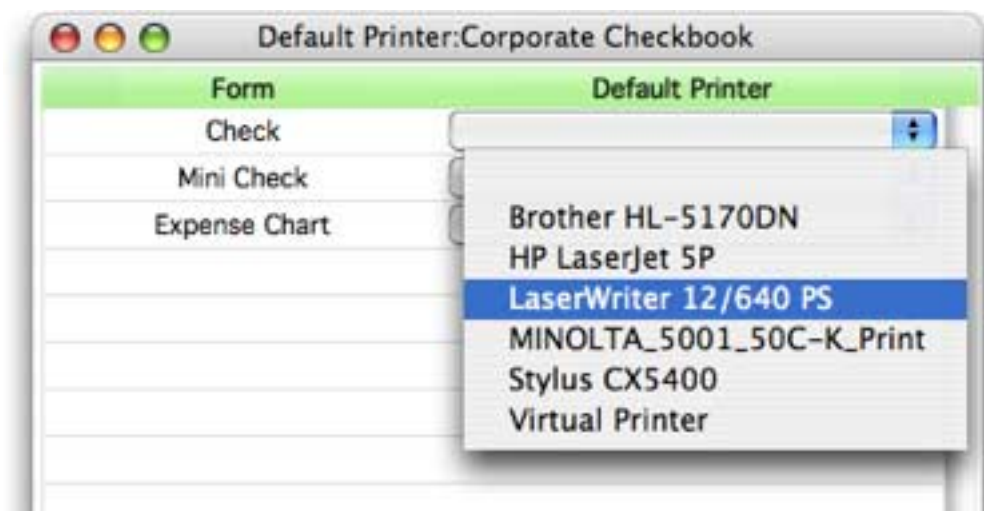 Default Printer:Corporate Checkbook
Form Default Printer
Check
Mini Check
Expense Chart
Brother HL-5170DN
HP LaserJet 5P
LaserWriter 12/640 PS
MINOLTA_5001_50C-K_Print
Stylus CX5400
Virtual Printer